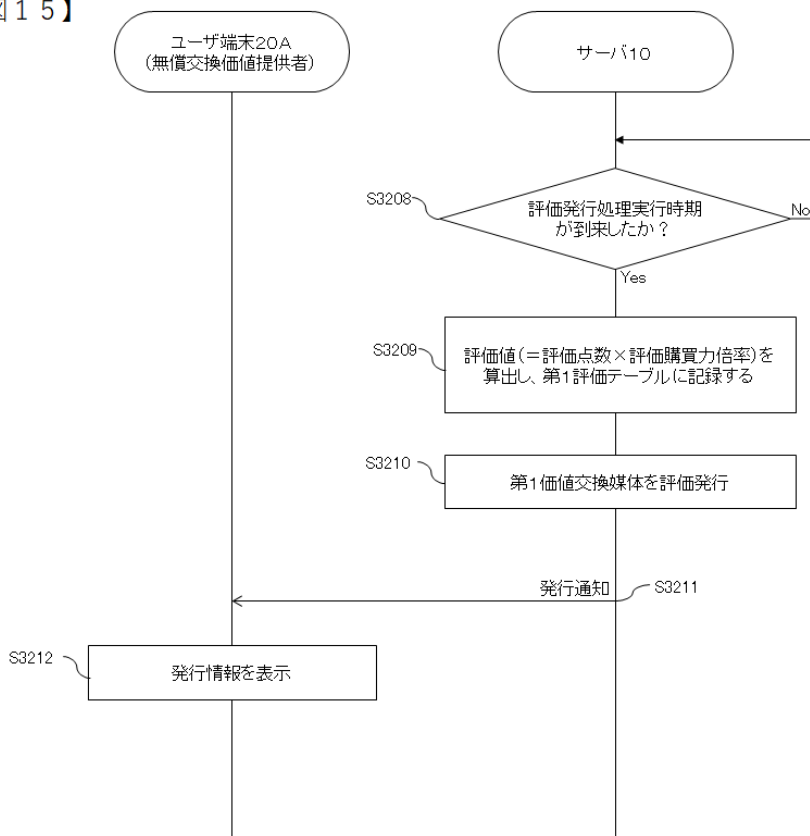 図15】
ユーザ端末20A
(無償交換価値提供者)
サーバ10
S3208
評価発行処理実行時期
が到来したか？
No
Yes
S3209
評価値(＝評価点数×評価購買力倍率)を
算出し、第1評価テーブルに記録する
S3210
第1価値交換媒体を評価発行
発行通知
S3211
S3212
発行情報を表示